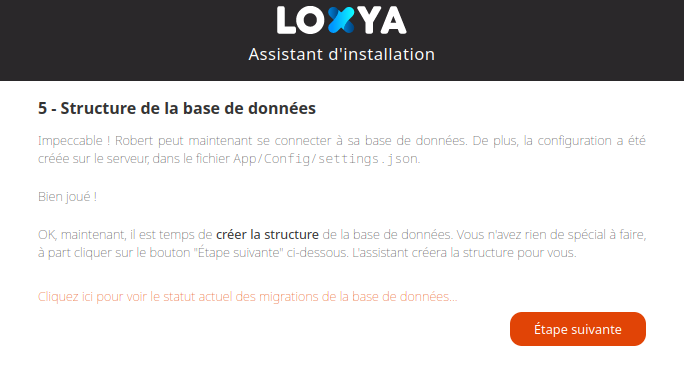 LOXYA
Assistant d'installation
5 - Structure de la base de données
Impeccable ! Robert peut maintenant se connecter à sa base de données. De plus, la configuration a été
créée sur le serveur, dans le fichier App/Config/settings.json.
Bien joué !
OK, maintenant, il est temps de créer la structure de la base de données. Vous n'avez rien de spécial à faire,
à part cliquer sur le bouton "Étape suivante" ci-dessous. L'assistant créera la structure pour vous.
Cliquez ici pour voir le statut actuel des migrations de la base de données...
Étape suivante